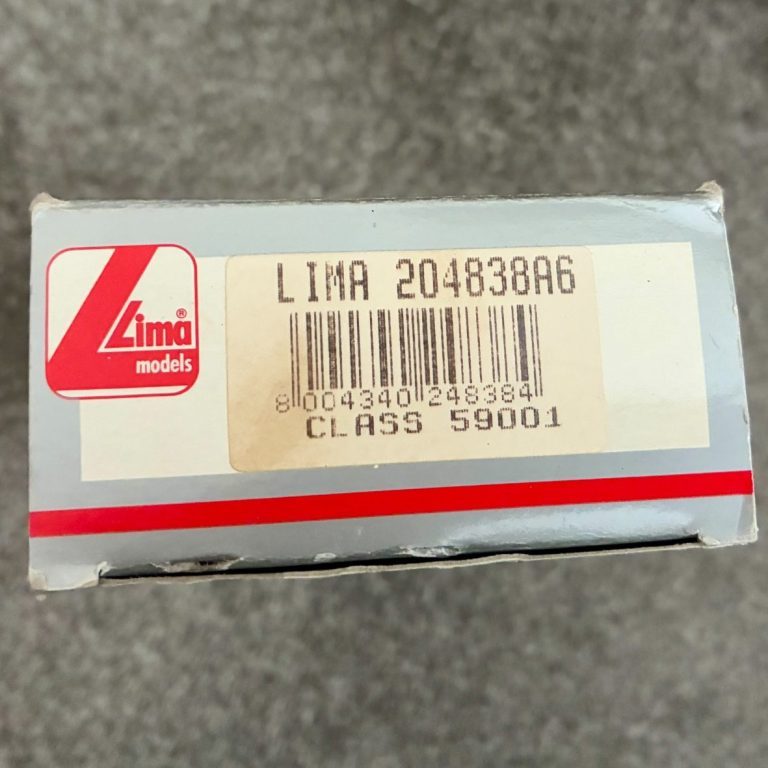 Lima®
models
LIMA 204838A6
8 004340 248384
CLASS 59001